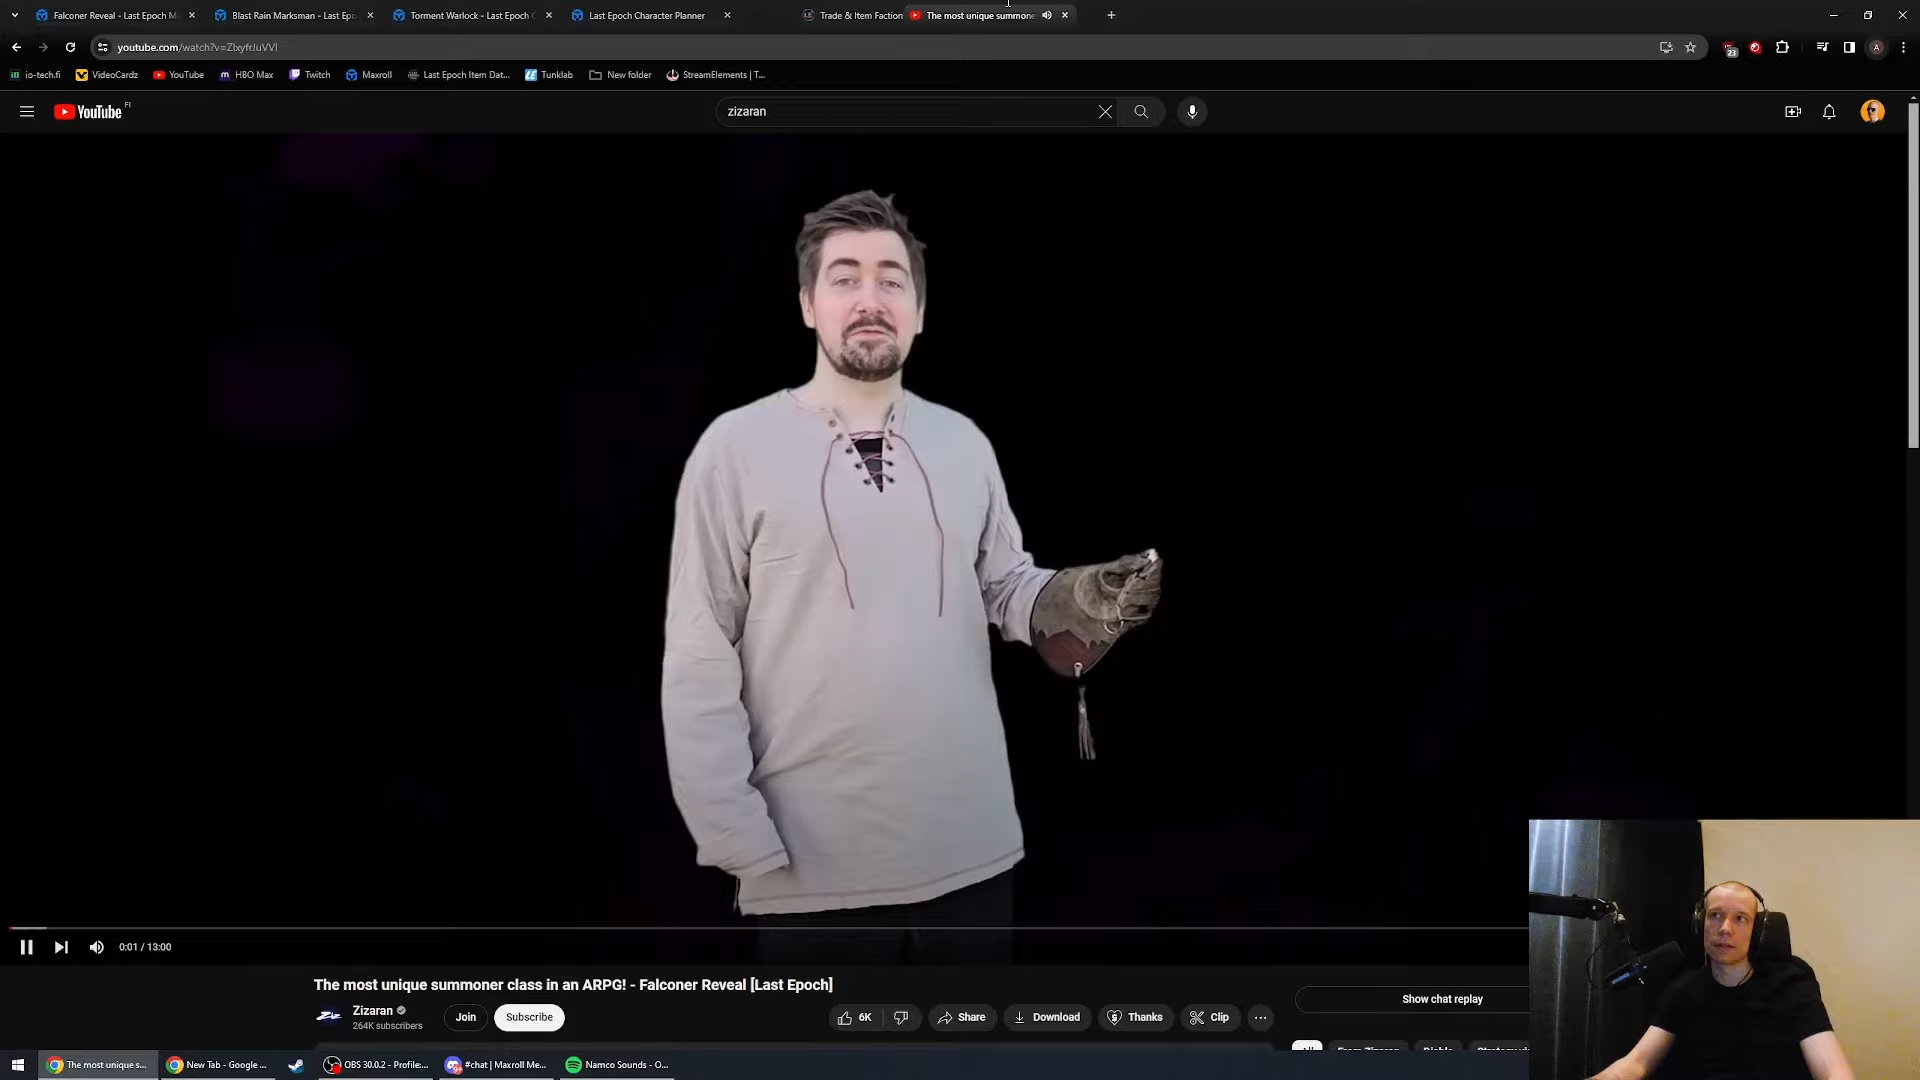 Falconer Reveal - Last Epoch M
Blast Rain Marksman - Last Ep
Torment Warlock - Last Epoch
Last Epoch Character Planner
Trade & Item Faction
The most unique summone
youtube.com/watch?v=ZlxyfrJuVVI
io-tech.fi
VideoCardz
YouTube
HBO Max
Twitch
Maxroll
Last Epoch Item Dat...
Tunklab
New folder
StreamElements | T...
23
A
YouTube FI
zizaran
0:01 / 13:00
The most unique summoner class in an ARPG! - Falconer Reveal [Last Epoch]
Zizaran
264K subscribers
Join
Subscribe
6K
Share
Download
Thanks
Clip
Show chat replay
The most unique s...
New Tab - Google ...
OBS 30.0.2 - Profile:...
#chat | Maxroll Me...
Namco Sounds - O...